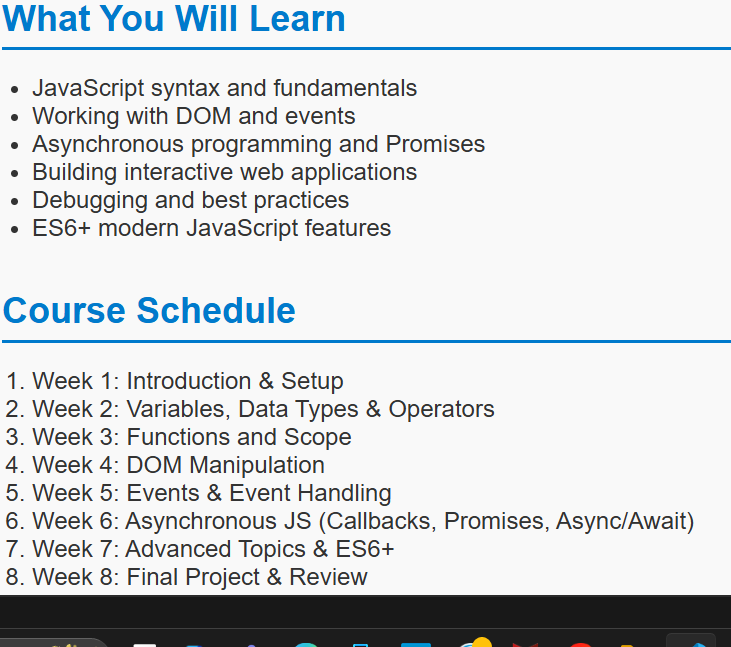 What You Will Learn
JavaScript syntax and fundamentals
Working with DOM and events
Asynchronous programming and Promises
Building interactive web applications
Debugging and best practices
ES6+ modern JavaScript features
Course Schedule
1. Week 1: Introduction & Setup
2. Week 2: Variables, Data Types & Operators
3. Week 3: Functions and Scope
4. Week 4: DOM Manipulation
5. Week 5: Events & Event Handling
6. Week 6: Asynchronous JS (Callbacks, Promises, Async/Await)
7. Week 7: Advanced Topics & ES6+
8. Week 8: Final Project & Review